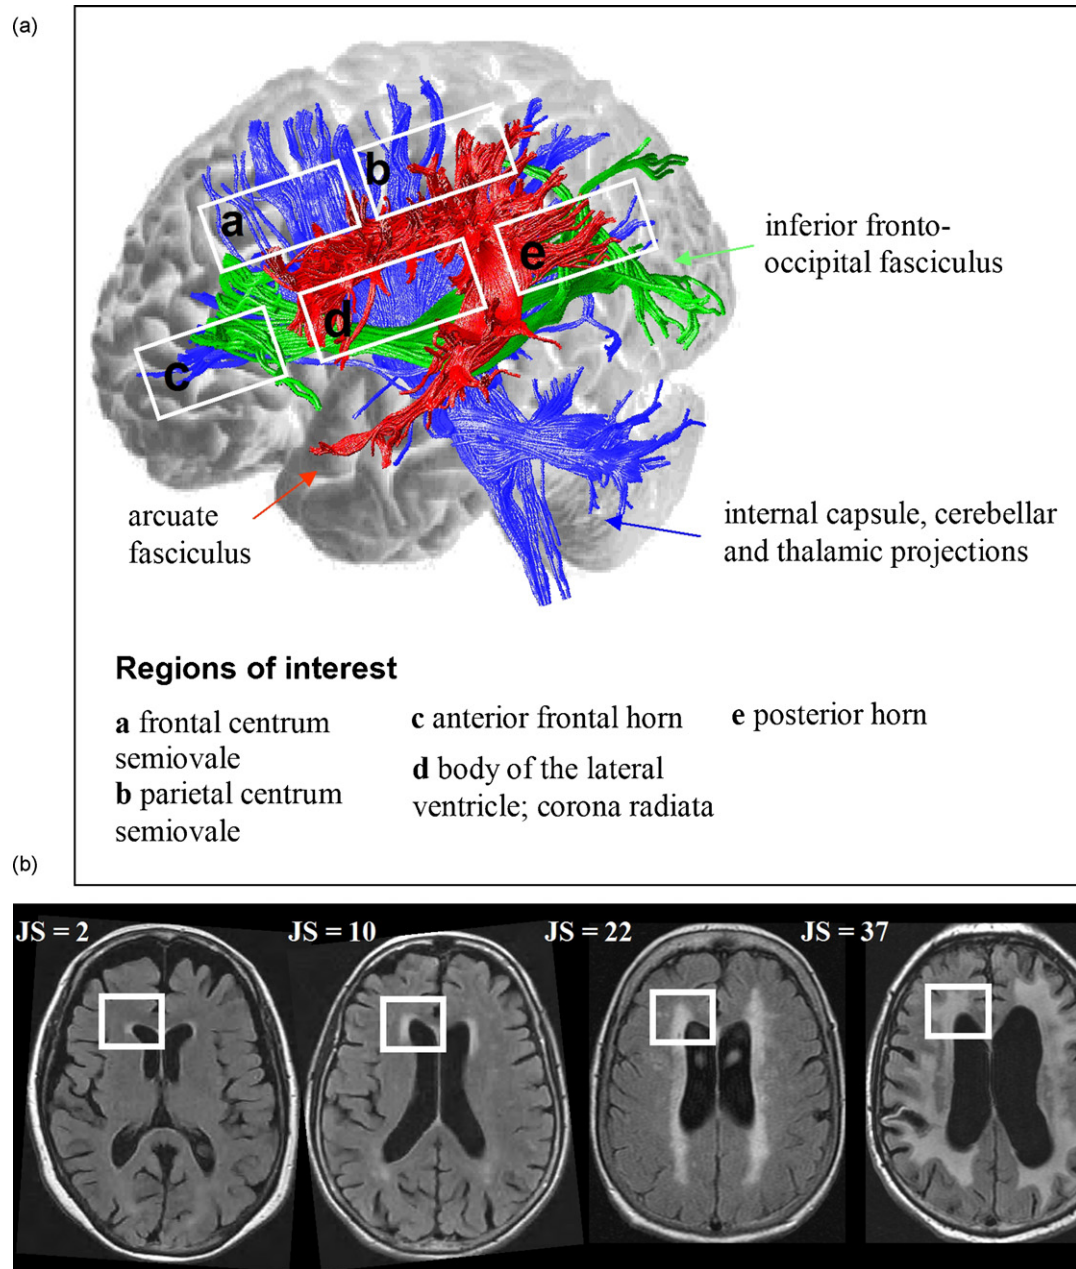 (a)
a
b
c
d
e
inferior fronto-
occipital fasciculus
arcuate
fasciculus
internal capsule, cerebellar
and thalamic projections
Regions of interest
a frontal centrum
semiovale
b parietal centrum
semiovale
c anterior frontal horn
d body of the lateral
ventricle; corona radiata
e posterior horn
(b)
JS = 2
JS = 10
JS = 22
JS = 37